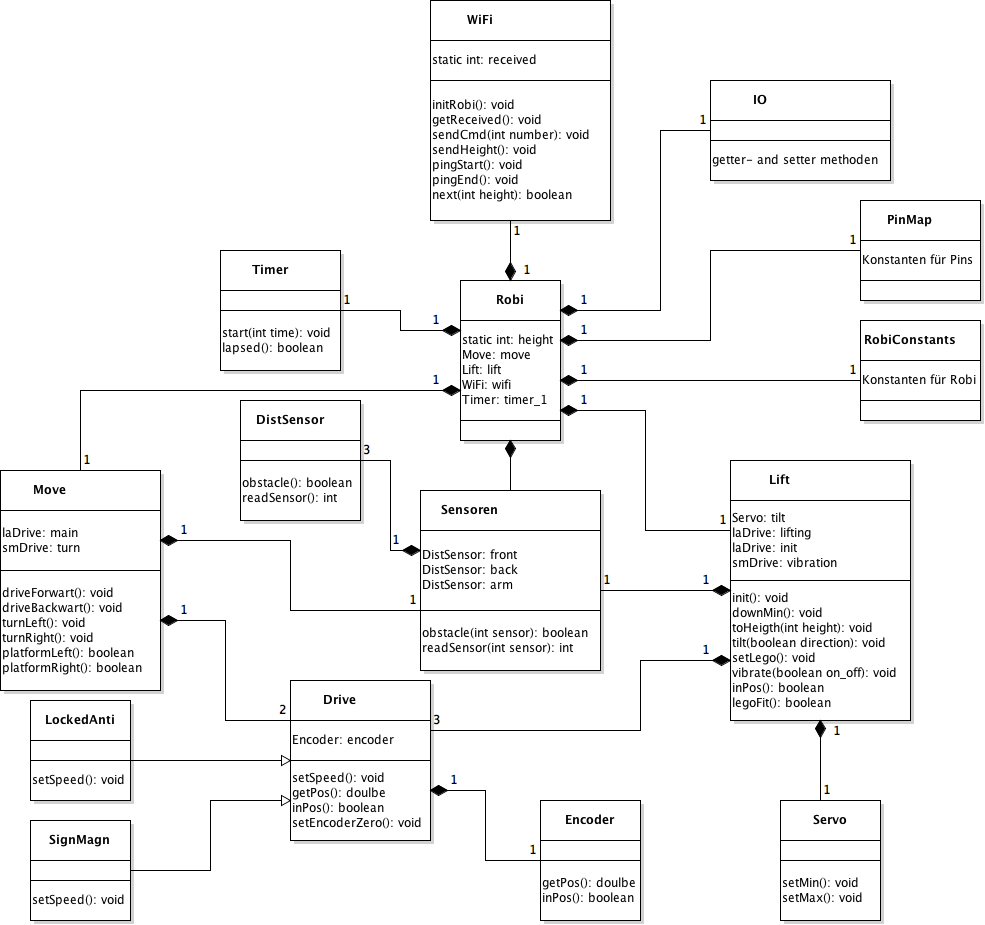 WiFi
static int: received
initRobi(): void
getReceived(): void
sendCmd(int number): void
sendHeight(): void
pingStart(): void
pingEnd(): void
next(int height): boolean
1
1
IO
getter- and setter methoden
1
1
PinMap
Konstanten für Pins
1
1
RobiConstants
Konstanten für Robi
1
1
Timer
start(int time): void
lapsed(): boolean
1
1
Robi
static int: height
Move: move
Lift: lift
WiFi: wifi
Timer: timer_1
1
1
1
1
DistSensor
obstacle(): boolean
readSensor(): int
3
1
Move
laDrive: main
smDrive: turn
driveForwart(): void
driveBackwart(): void
turnLeft(): void
turnRight(): void
platformLeft(): boolean
platformRight(): boolean
1
1
1
2
Sensoren
DistSensor: front
DistSensor: back
DistSensor: arm
obstacle(int sensor): boolean
readSensor(int sensor): int
1
1
Lift
Servo: tilt
laDrive: lifting
laDrive: init
smDrive: vibration
init(): void
downMin(): void
toHeigth(int height): void
tilt(boolean direction): void
setLego(): void
vibrate(boolean on_off): void
inPos(): boolean
legoFit(): boolean
1
3
1
1
LockedAnti
setSpeed(): void
Drive
Encoder: encoder
setSpeed(): void
getPos(): doulbe
inPos(): boolean
setEncoderZero(): void
1
1
SignMagn
setSpeed(): void
Encoder
getPos(): doulbe
inPos(): boolean
Servo
setMin(): void
setMax(): void